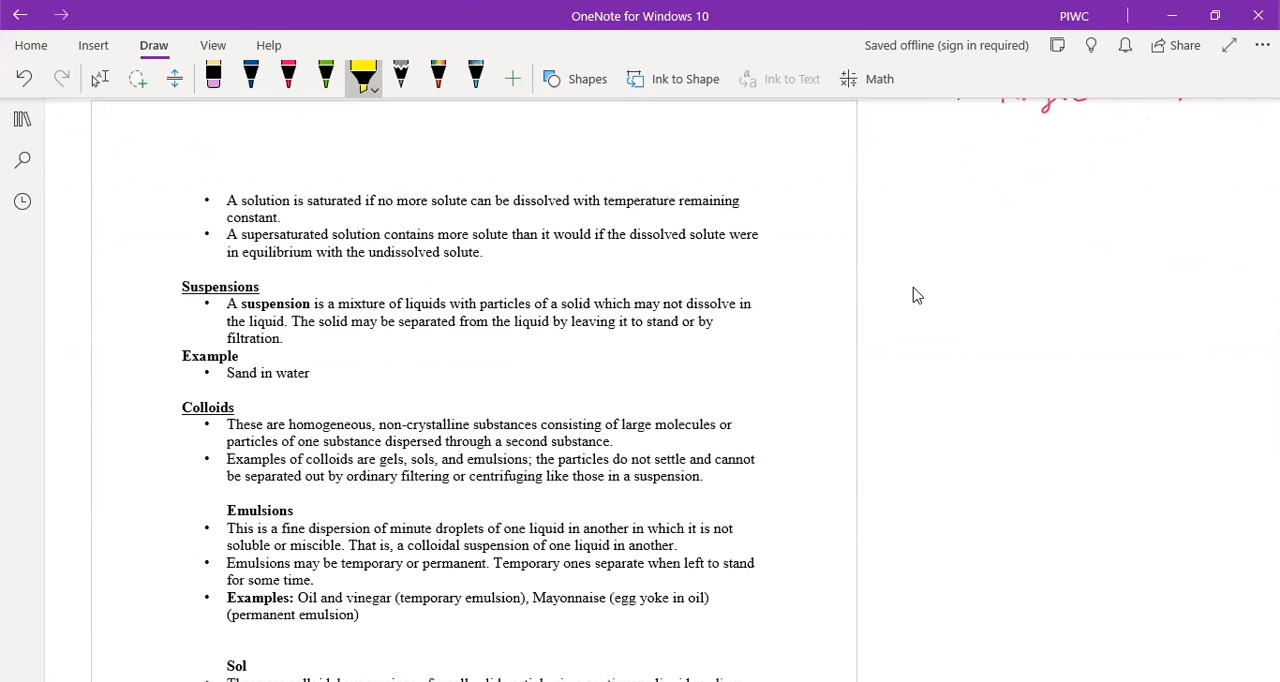 OneNote for Windows 10
PIWC
Home Insert Draw View Help
Saved offline (sign in required) Share
Shapes Ink to Shape Ink to Text Math
• A solution is saturated if no more solute can be dissolved with temperature remaining
constant.
• A supersaturated solution contains more solute than it would if the dissolved solute were
in equilibrium with the undissolved solute.
Suspensions
• A suspension is a mixture of liquids with particles of a solid which may not dissolve in
the liquid. The solid may be separated from the liquid by leaving it to stand or by
filtration.
Example
• Sand in water
Colloids
• These are homogeneous, non-crystalline substances consisting of large molecules or
particles of one substance dispersed through a second substance.
• Examples of colloids are gels, sols, and emulsions; the particles do not settle and cannot
be separated out by ordinary filtering or centrifuging like those in a suspension.
Emulsions
• This is a fine dispersion of minute droplets of one liquid in another in which it is not
soluble or miscible. That is, a colloidal suspension of one liquid in another.
• Emulsions may be temporary or permanent. Temporary ones separate when left to stand
for some time.
• Examples: Oil and vinegar (temporary emulsion), Mayonnaise (egg yoke in oil)
(permanent emulsion)
Sol